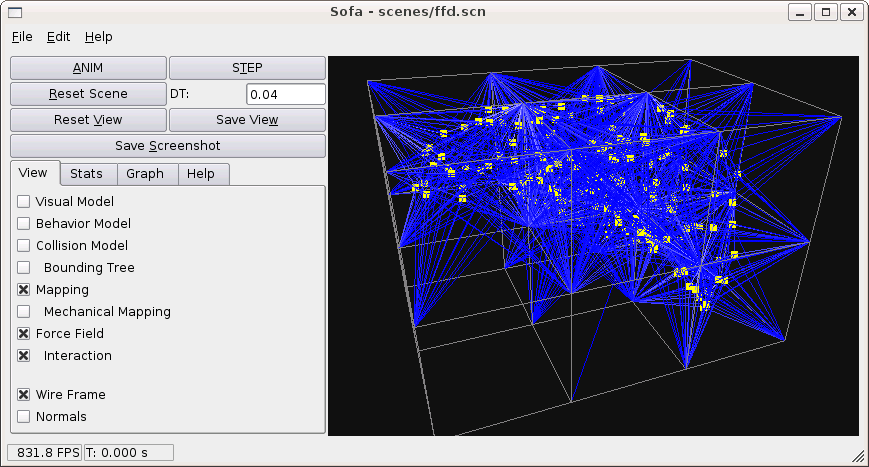 Sofa - scenes/ffd.scn
File Edit Help
ANIM STEP
Reset Scene DT: 0.04
Reset View Save View
Save Screenshot
View Stats Graph Help
Visual Model
Behavior Model
Collision Model
Bounding Tree
Mapping
Mechanical Mapping
Force Field
Interaction
Wire Frame
Normals
831.8 FPS T: 0.000 s